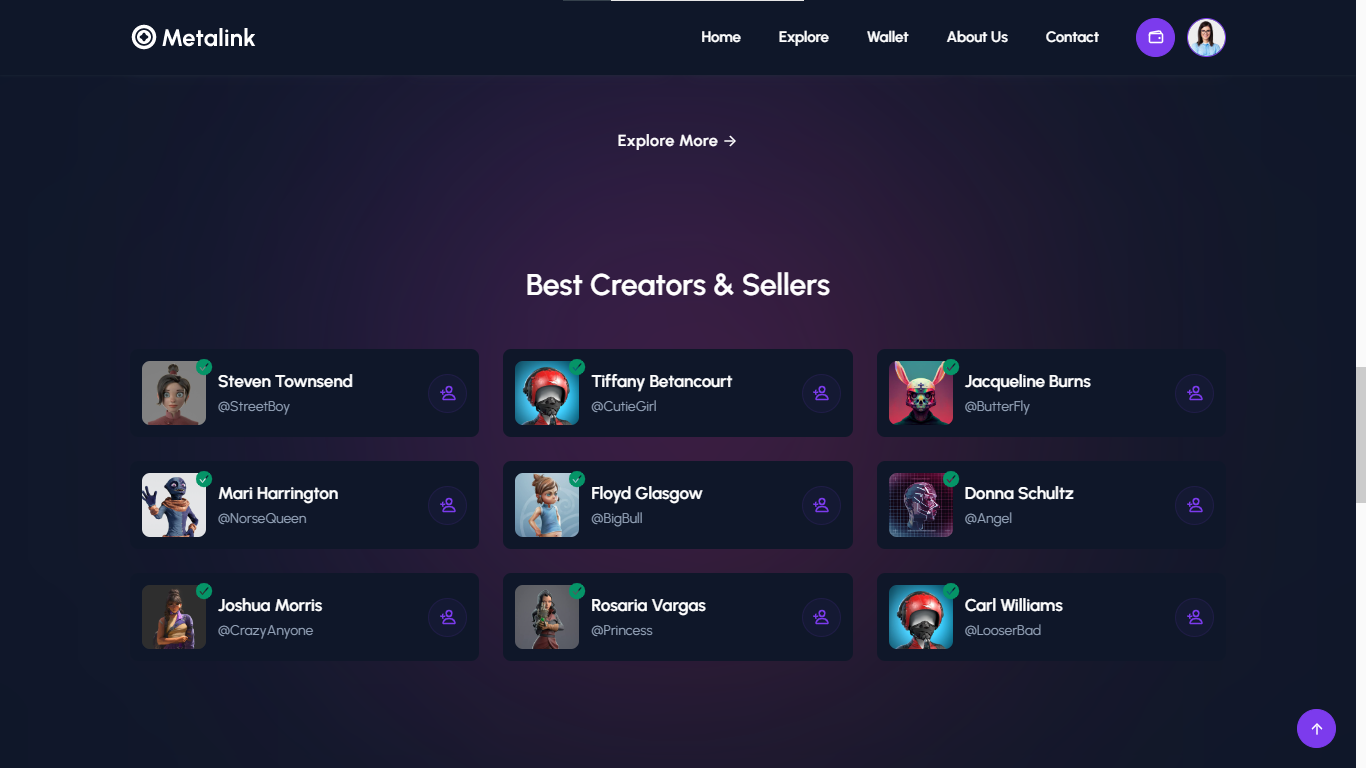 Metalink
Home Explore Wallet About Us Contact
Explore More →
Best Creators & Sellers
Steven Townsend
@StreetBoy
Tiffany Betancourt
@CutieGirl
Jacqueline Burns
@ButterFly
Mari Harrington
@NorseQueen
Floyd Glasgow
@BigBull
Donna Schultz
@Angel
Joshua Morris
@CrazyAnyone
Rosaria Vargas
@Princess
Carl Williams
@LooserBad